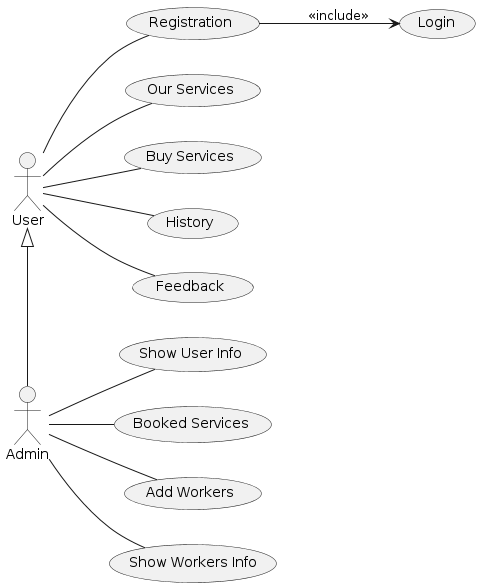 Registration
«include»
Login
Our Services
Buy Services
User
History
Feedback
Show User Info
Booked Services
Admin
Add Workers
Show Workers Info